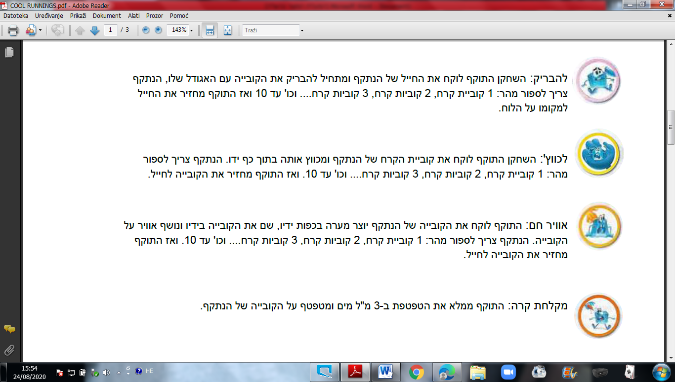 COOL RUNNINGS.pdf - Adobe Reader
Datoteka Uređivanje Prikaži Dokument Alati Prozor Pomoć
1 / 3 143% Traži
להבריק: השחקן התוקף לוקח את החייל של הנתקף ומתחיל להבריק את הקובייה עם האגודל שלו, הנתקף
צריך לספור מהר: 1 קוביית קרח, 2 קוביות קרח, 3 קוביות קרח.... וכו' עד 10 ואז התוקף מחזיר את החייל
למקומו על הלוח.
לכווץ': השחקן התוקף לוקח את קוביית הקרח של הנתקף ומכווץ אותה בתוך כף ידו. הנתקף צריך לספור
מהר: 1 קוביית קרח, 2 קוביות קרח, 3 קוביות קרח.... וכו' עד 10. ואז התוקף מחזיר את הקובייה לחייל.
אוויר חם: התוקף לוקח את הקובייה של הנתקף יוצר מערה בכפות ידיו, שם את הקובייה בידיו ונושף אוויר על
הקובייה. הנתקף צריך לספור מהר: 1 קוביית קרח, 2 קוביות קרח, 3 קוביות קרח.... וכו' עד 10. ואז התוקף
מחזיר את הקובייה לחייל.
מקלחת קרה: התוקף ממלא את הטפטפת ב-3 מ"ל מים ומטפטף על הקובייה של הנתקף.
HE
15:54
24/08/2020